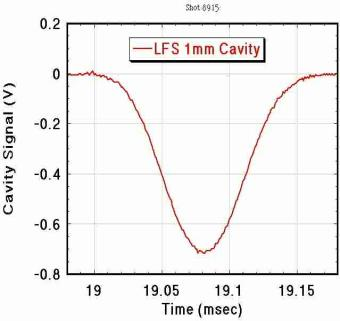 Shot 8915
0.2
LFS 1mm Cavity
0
-0.2
-0.4
-0.6
-0.8
Cavity Signal (V)
19 19.05 19.1 19.15
Time (msec)